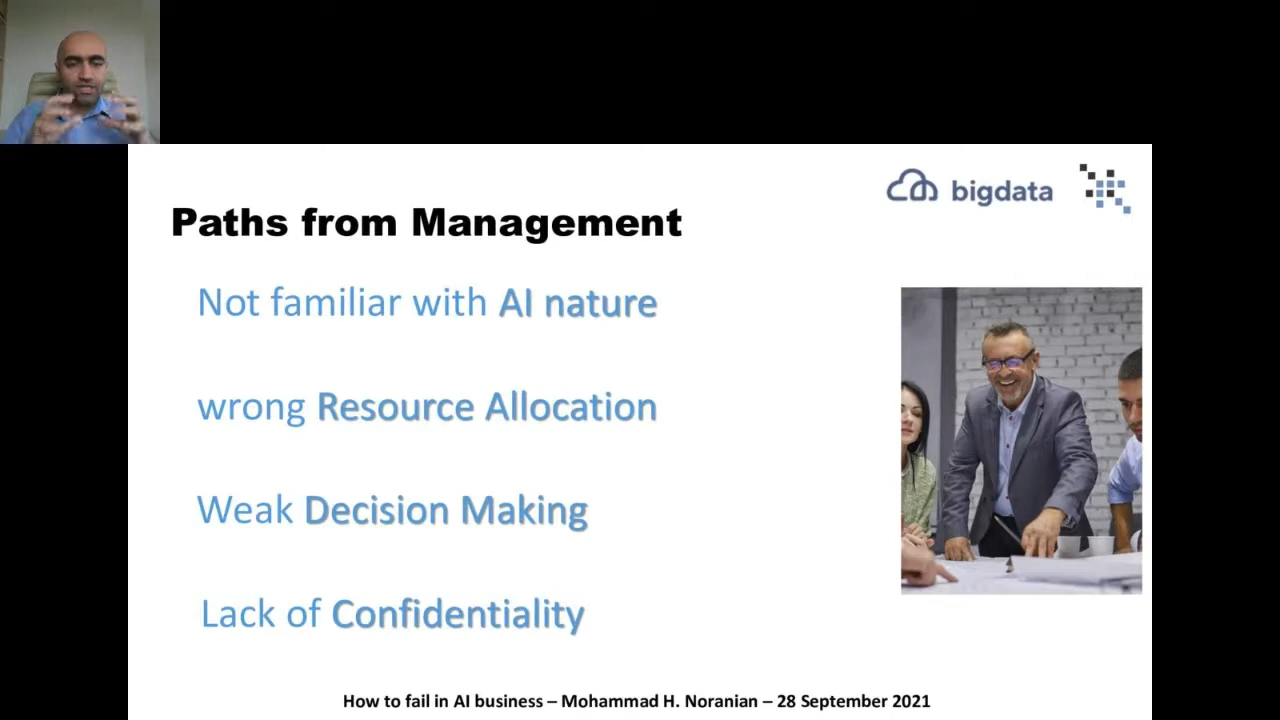 bigdata
Paths from Management
Not familiar with AI nature
wrong Resource Allocation
Weak Decision Making
Lack of Confidentiality
How to fail in AI business – Mohammad H. Noranian – 28 September 2021